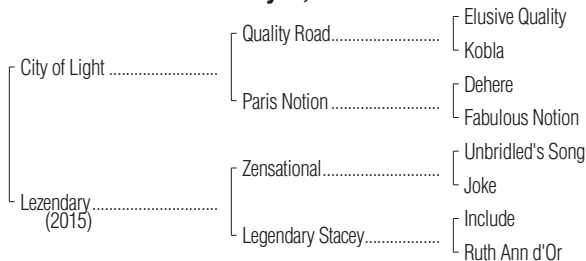 Elusive Quality
Quality Road
Kobla
City of Light
Dehere
Paris Notion
Fabulous Notion
Unbridled's Song
Zensational
Joke
Lezendary
(2015)
Include
Legendary Stacey
Ruth Ann d'Or